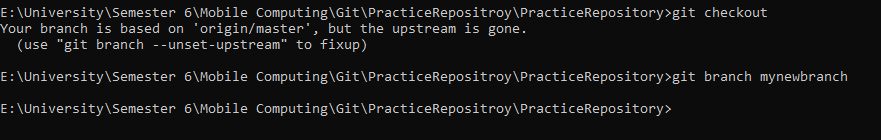 E:\University\Semester 6\Mobile Computing\Git\PracticeRepositroy\PracticeRepository>git checkout
Your branch is based on 'origin/master', but the upstream is gone.
  (use "git branch --unset-upstream" to fixup)
E:\University\Semester 6\Mobile Computing\Git\PracticeRepositroy\PracticeRepository>git branch mynewbranch
E:\University\Semester 6\Mobile Computing\Git\PracticeRepositroy\PracticeRepository>